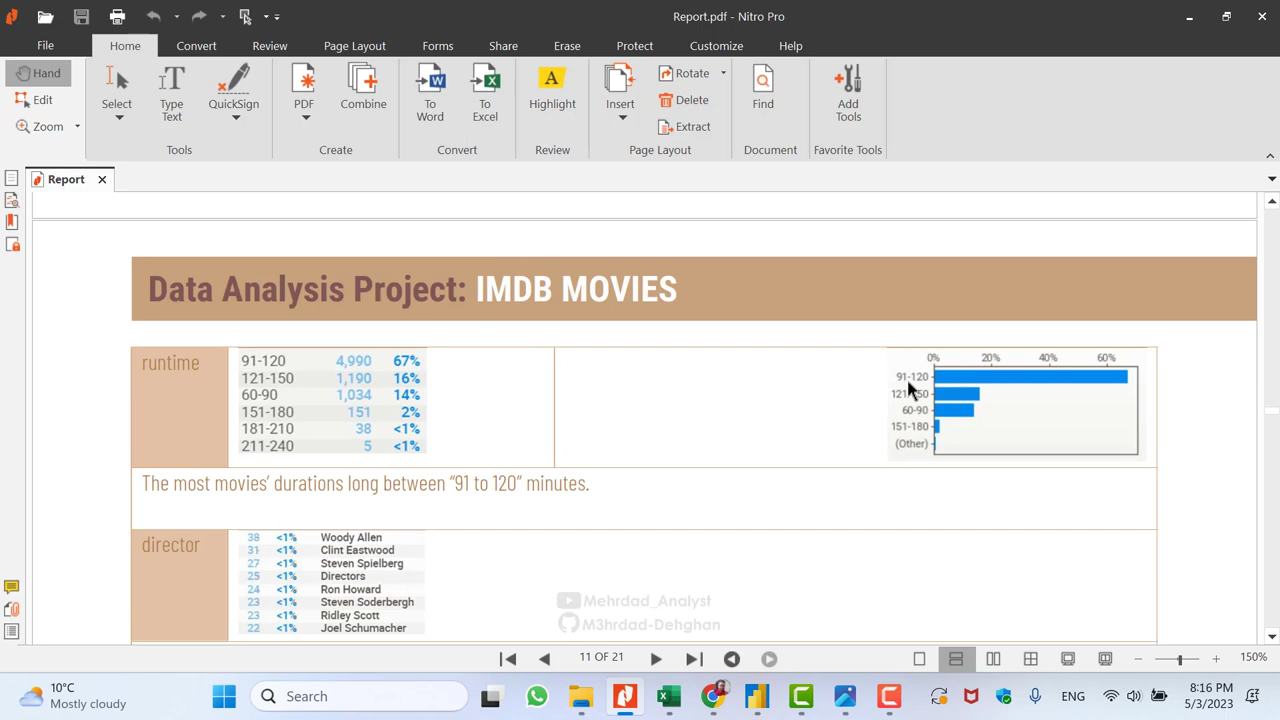 Report.pdf - Nitro Pro
File Home Convert Review Page Layout Forms Share Erase Protect Customize Help
Hand
Edit
Zoom
Select
Type Text
QuickSign
Tools
PDF
Combine
Create
To Word
To Excel
Convert
Highlight
Review
Insert
Rotate
Delete
Extract
Page Layout
Find
Document
Add Tools
Favorite Tools
Report
Data Analysis Project: IMDB MOVIES
runtime
91-120 4,990 67%
121-150 1,190 16%
60-90 1,034 14%
151-180 151 2%
181-210 38 <1%
211-240 5 <1%
0% 20% 40% 60%
91-120
60-90
151-180
(Other)
The most movies' durations long between “91 to 120” minutes.
director
38 <1% Woody Allen
31 <1% Clint Eastwood
27 <1% Steven Spielberg
25 <1% Directors
24 <1% Ron Howard
23 <1% Steven Soderbergh
23 <1% Ridley Scott
22 <1% Joel Schumacher
Mehrdad_Analyst
M3hrdad-Dehghan
11 OF 21
150%
10°C
Mostly cloudy
Search
ENG
8:16 PM
5/3/2023